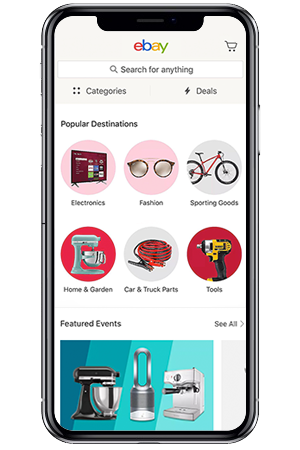 ebay
Search for anything
Categories
Deals
Popular Destinations
Electronics
Fashion
Sporting Goods
Home & Garden
Car & Truck Parts
Tools
Featured Events
See All >